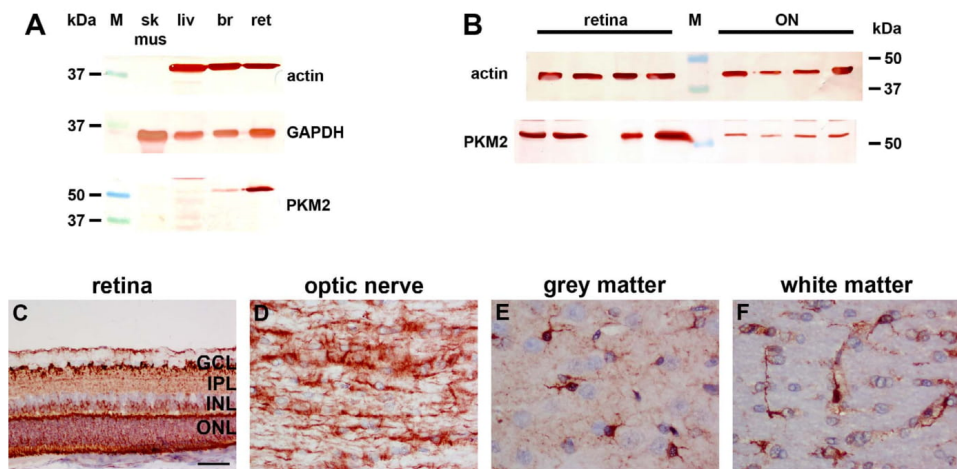 A
kDa M sk liv br ret
mus
37
actin
37
GAPDH
50
37
PKM2
B
retina M ON
kDa
actin
50
37
PKM2
50
retina optic nerve grey matter white matter
C D E F
GCL
IPL
INL
ONL